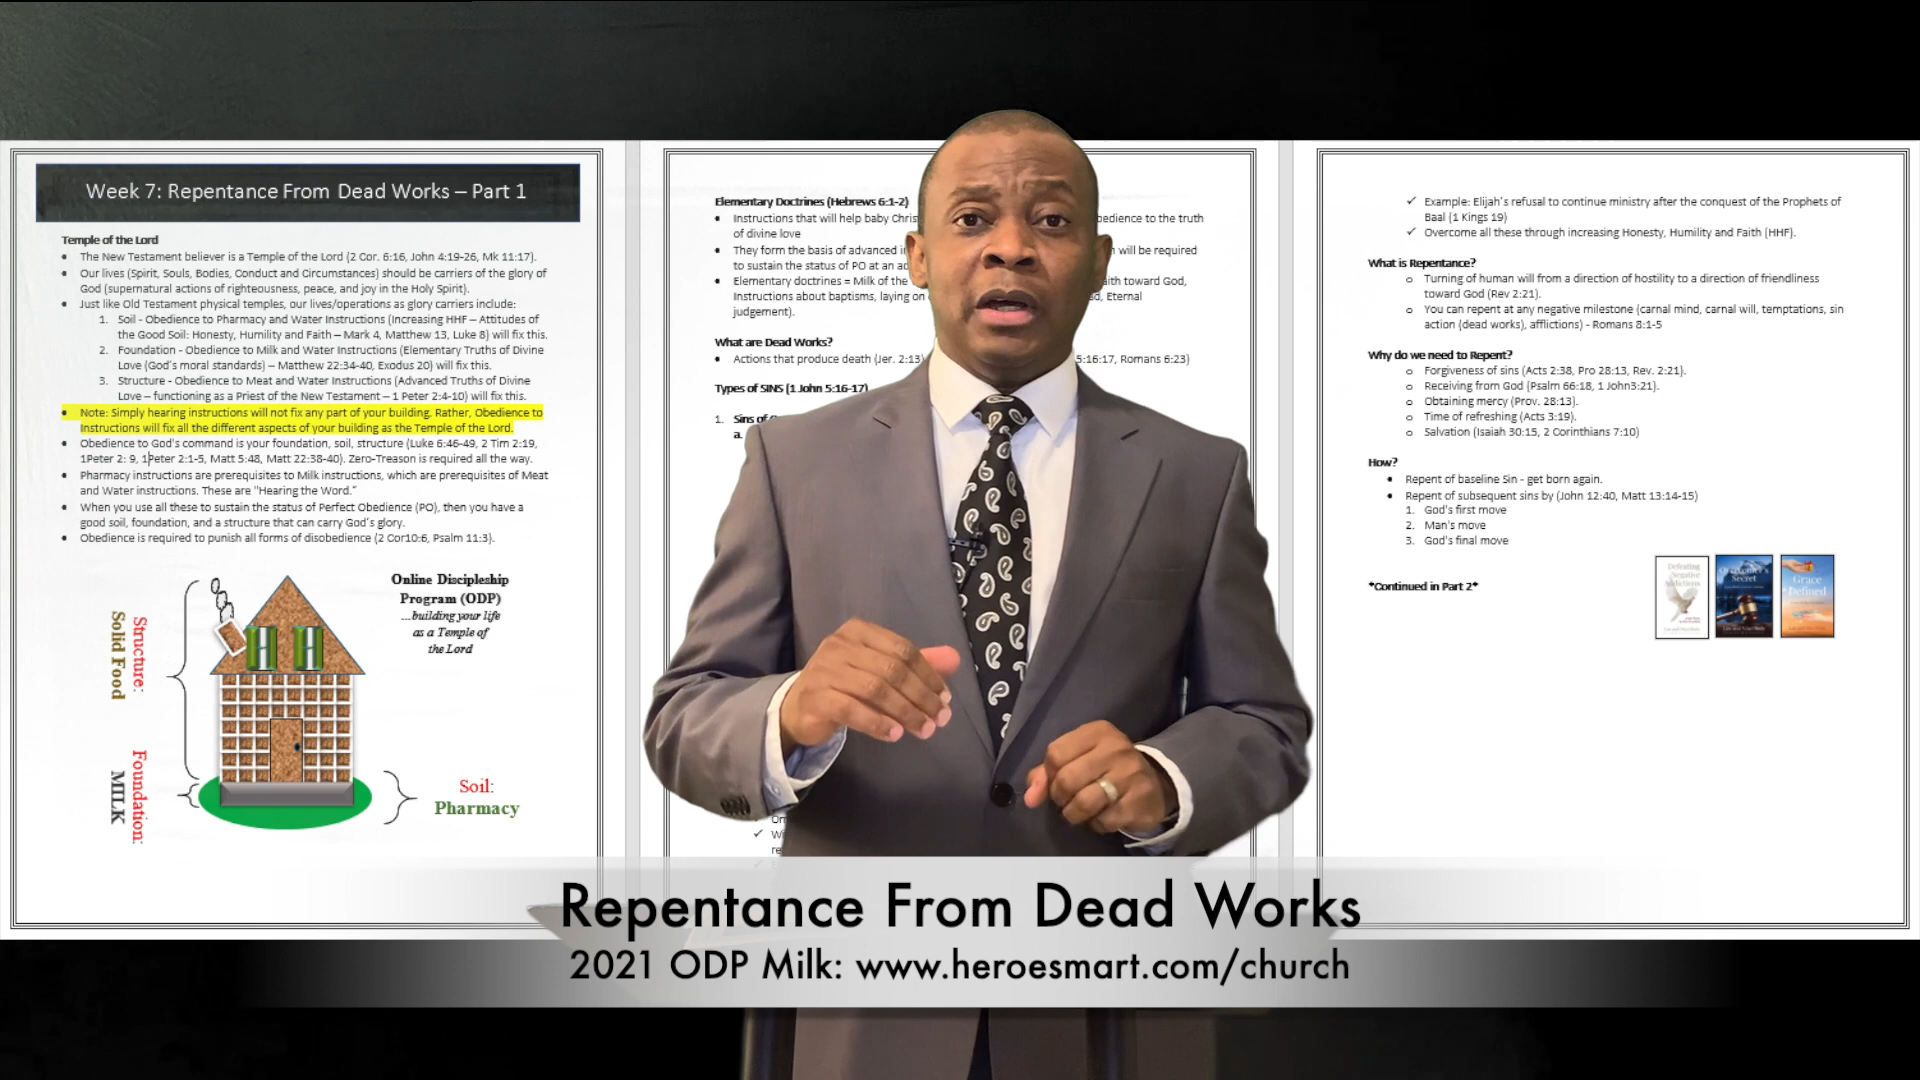 Week 7: Repentance From Dead Works – Part 1
Temple of the Lord
• The New Testament believer is a Temple of the Lord (2 Cor. 6:16, John 4:19-26, Mk 11:17).
• Our lives (Spirit, Souls, Bodies, Conduct and Circumstances) should be carriers of the glory of
God (supernatural actions of righteousness, peace, and joy in the Holy Spirit).
• Just like Old Testament physical temples, our lives/operations as glory carriers include:
1. Soil - Obedience to Pharmacy and Water Instructions (Increasing HHF – Attitudes of
the Good Soil: Honesty, Humility and Faith – Mark 4, Matthew 13, Luke 8) will fix this.
2. Foundation - Obedience to Milk and Water Instructions (Elementary Truths of Divine
Love (God's moral standards) – Matthew 22:34-40, Exodus 20) will fix this.
3. Structure - Obedience to Meat and Water Instructions (Advanced Truths of Divine
Love – functioning as a Priest of the New Testament – 1 Peter 2:4-10) will fix this.
• Note: Simply hearing instructions will not fix any part of your building. Rather, Obedience to
Instructions will fix all the different aspects of your building as the Temple of the Lord.
• Obedience to God's command is your foundation, soil, structure (Luke 6:46-49, 2 Tim 2:19,
1Peter 2: 9, 1Peter 2:1-5, Matt 5:48, Matt 22:38-40). Zero-Treason is required all the way.
• Pharmacy instructions are prerequisites to Milk instructions, which are prerequisites of Meat
and Water instructions. These are "Hearing the Word."
• When you use all these to sustain the status of Perfect Obedience (PO), then you have a
good soil, foundation, and a structure that can carry God's glory.
• Obedience is required to punish all forms of disobedience (2 Cor10:6, Psalm 11:3).
Structure:
Solid Food
Foundation:
MILK
Online Discipleship
Program (ODP)
...building your life
as a Temple of
the Lord
Soil:
Pharmacy
Elementary Doctrines (Hebrews 6:1-2)
• Instructions that will help baby Chris bedience to the truth
of divine love
• They form the basis of advanced in will be required
to sustain the status of PO at an ad
• Elementary doctrines = Milk of the aith toward God,
Instructions about baptisms, laying on d, Eternal
judgement).
What are Dead Works?
• Actions that produce death (Jer. 2:13) 5:16:17, Romans 6:23)
Types of SINS (1 John 5:16-17)
1. Sins of
a.
✓ Wi
re
✓ Example: Elijah's refusal to continue ministry after the conquest of the Prophets of
Baal (1 Kings 19)
✓ Overcome all these through increasing Honesty, Humility and Faith (HHF).
What is Repentance?
o Turning of human will from a direction of hostility to a direction of friendliness
toward God (Rev 2:21).
o You can repent at any negative milestone (carnal mind, carnal will, temptations, sin
action (dead works), afflictions) - Romans 8:1-5
Why do we need to Repent?
o Forgiveness of sins (Acts 2:38, Pro 28:13, Rev. 2:21).
o Receiving from God (Psalm 66:18, 1 John3:21).
o Obtaining mercy (Prov. 28:13).
o Time of refreshing (Acts 3:19).
o Salvation (Isaiah 30:15, 2 Corinthians 7:10)
How?
• Repent of baseline Sin - get born again.
• Repent of subsequent sins by (John 12:40, Matt 13:14-15)
1. God's first move
2. Man's move
3. God's final move
*Continued in Part 2*
Defeating
Negative
Addictions
Overcomer's
Secret
Grace
Defined
Repentance From Dead Works
2021 ODP Milk: www.heroesmart.com/church